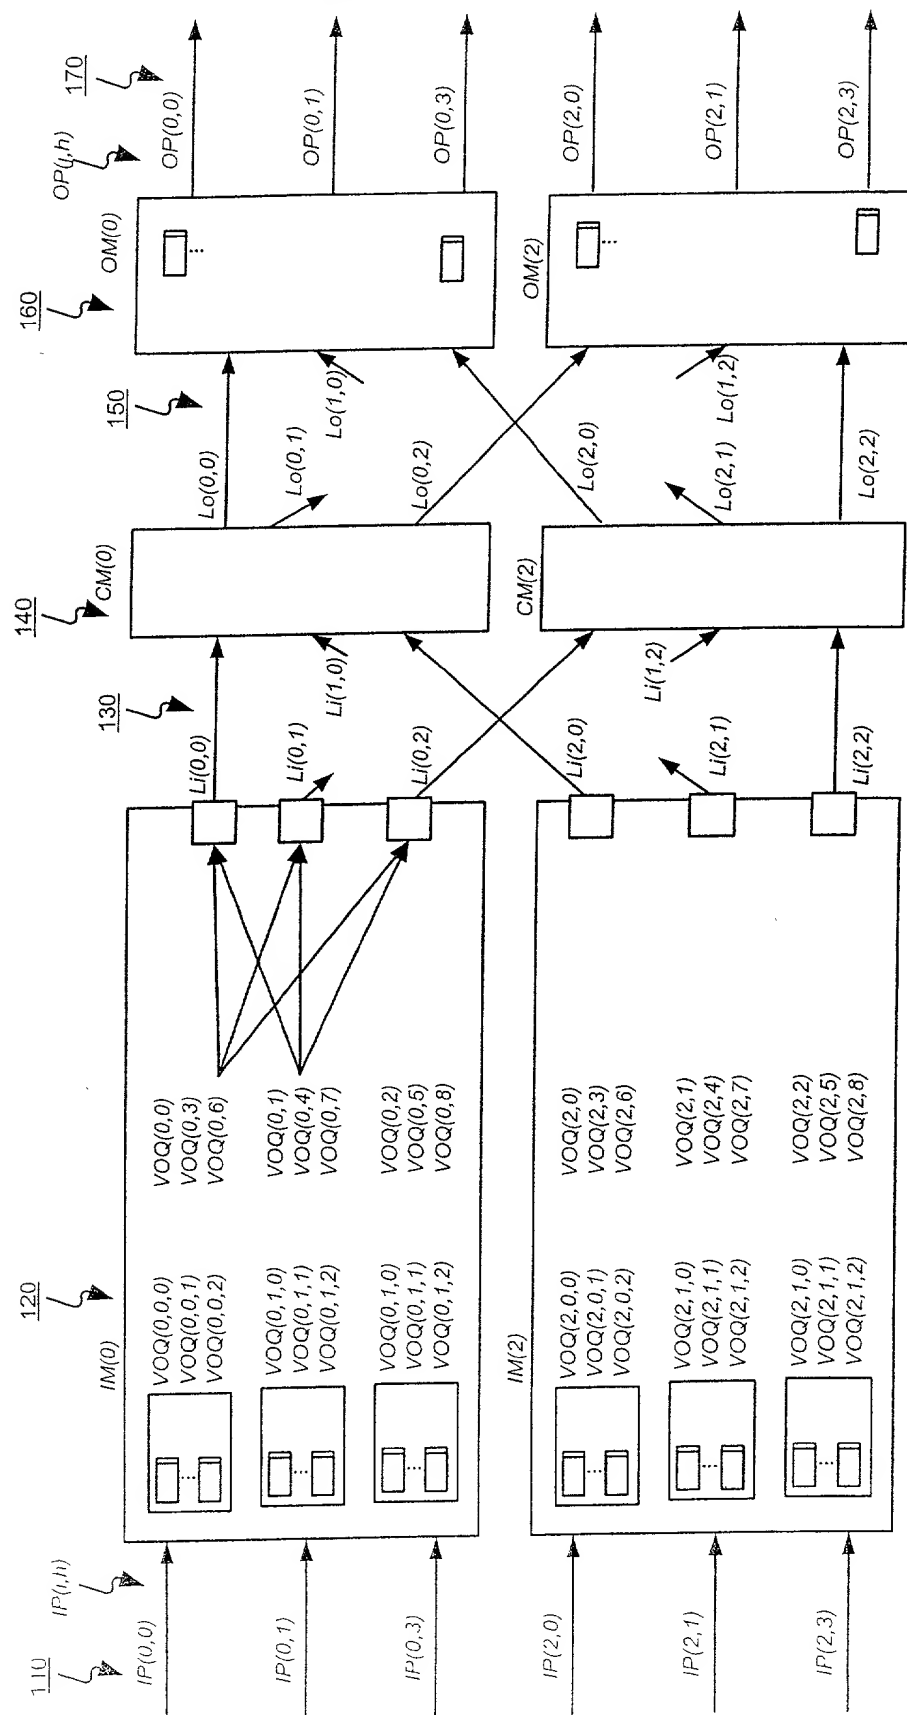 110
IP(i,h)
IP(0,0)
IP(0,1)
IP(0,3)
IP(2,0)
IP(2,1)
IP(2,3)
120
IM(0)
VOQ(0,0,0)
VOQ(0,0,1)
VOQ(0,0,2)
VOQ(0,1,0)
VOQ(0,1,1)
VOQ(0,1,2)
VOQ(0,1,0)
VOQ(0,1,1)
VOQ(0,1,2)
VOQ(0,0)
VOQ(0,3)
VOQ(0,6)
VOQ(0,1)
VOQ(0,4)
VOQ(0,7)
VOQ(0,2)
VOQ(0,5)
VOQ(0,8)
IM(2)
VOQ(2,0,0)
VOQ(2,0,1)
VOQ(2,0,2)
VOQ(2,1,0)
VOQ(2,1,1)
VOQ(2,1,2)
VOQ(2,1,0)
VOQ(2,1,1)
VOQ(2,1,2)
VOQ(2,0)
VOQ(2,3)
VOQ(2,6)
VOQ(2,1)
VOQ(2,4)
VOQ(2,7)
VOQ(2,2)
VOQ(2,5)
VOQ(2,8)
130
Li(0,0)
Li(0,1)
Li(0,2)
Li(2,0)
Li(2,1)
Li(2,2)
Li(1,0)
Li(1,2)
140
CM(0)
CM(2)
150
Lo(0,0)
Lo(0,1)
Lo(0,2)
Lo(2,0)
Lo(2,1)
Lo(2,2)
Lo(1,0)
Lo(1,2)
160
OM(0)
OM(2)
OP(j,h)
170
OP(0,0)
OP(0,1)
OP(0,3)
OP(2,0)
OP(2,1)
OP(2,3)